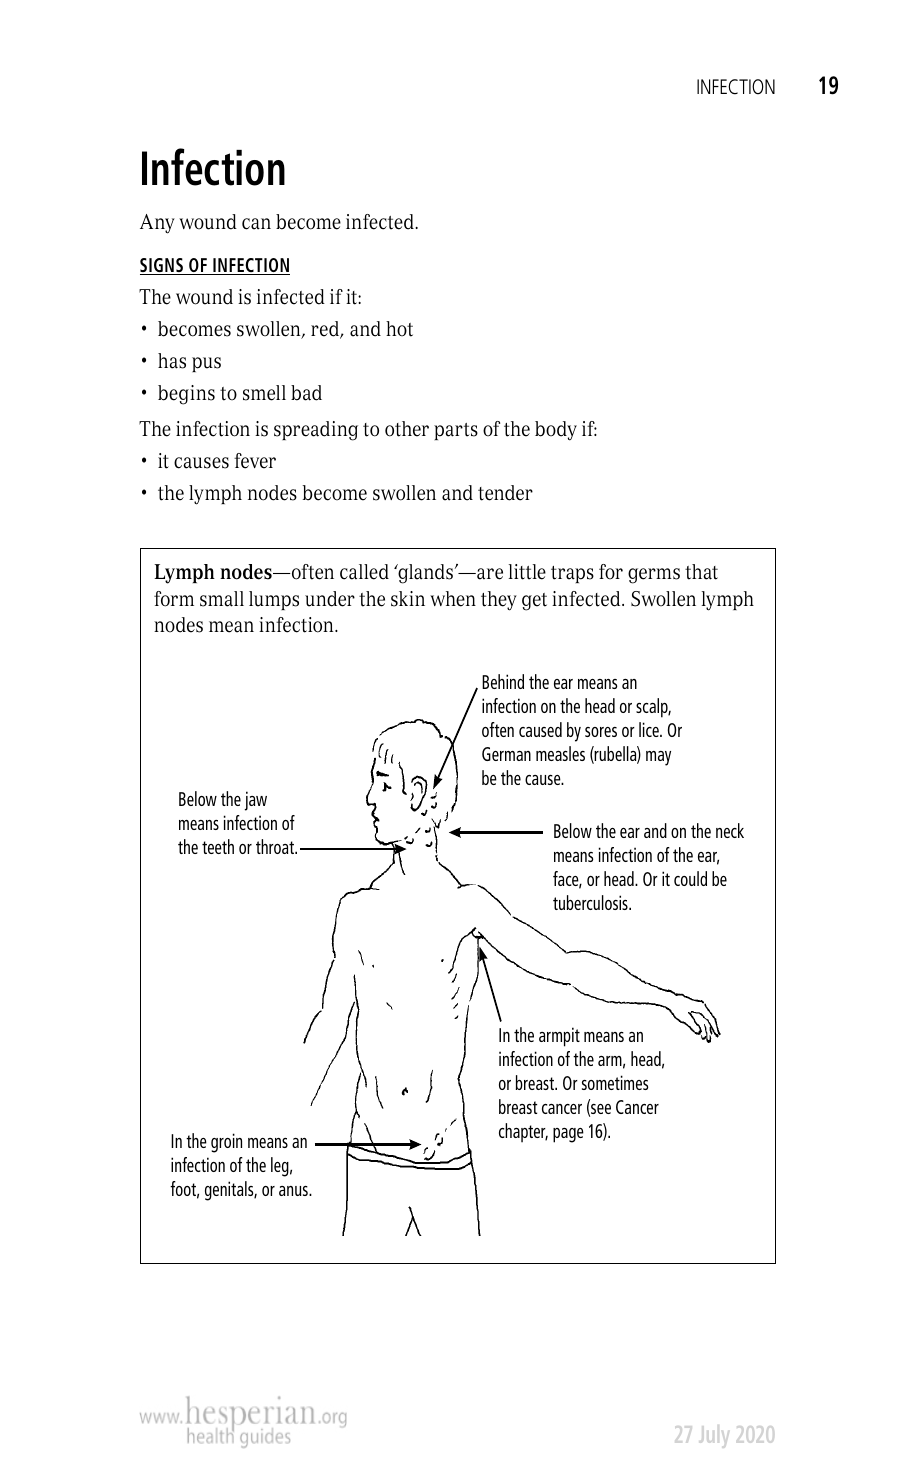 INFECTION 19
Infection
Any wound can become infected.
SIGNS OF INFECTION
The wound is infected if it:
• becomes swollen, red, and hot
• has pus
• begins to smell bad
The infection is spreading to other parts of the body if:
• it causes fever
• the lymph nodes become swollen and tender
Lymph nodes—often called ‘glands’—are little traps for germs that
form small lumps under the skin when they get infected. Swollen lymph
nodes mean infection.
Behind the ear means an
infection on the head or scalp,
often caused by sores or lice. Or
German measles (rubella) may
be the cause.
Below the jaw
means infection of
the teeth or throat.
Below the ear and on the neck
means infection of the ear,
face, or head. Or it could be
tuberculosis.
In the armpit means an
infection of the arm, head,
or breast. Or sometimes
breast cancer (see Cancer
chapter, page 16).
In the groin means an
infection of the leg,
foot, genitals, or anus.
www.hesperian.org
health guides
27 July 2020